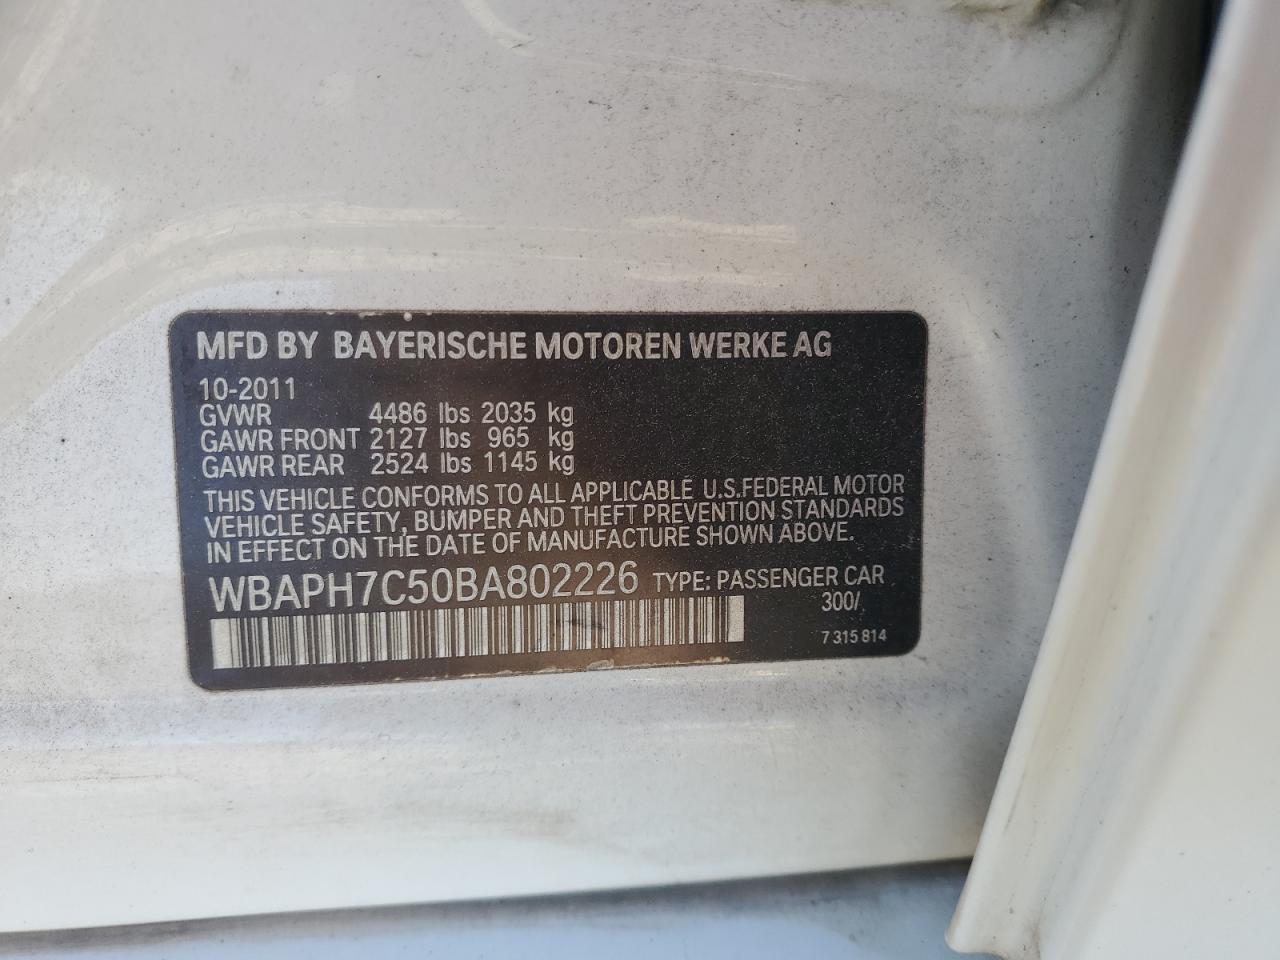 MFD BY BAYERISCHE MOTOREN WERKE AG
10-2011
GVWR 4486 lbs 2035 kg
GAWR FRONT 2127 lbs 965 kg
GAWR REAR 2524 lbs 1145 kg
THIS VEHICLE CONFORMS TO ALL APPLICABLE U.S.FEDERAL MOTOR
VEHICLE SAFETY, BUMPER AND THEFT PREVENTION STANDARDS
IN EFFECT ON THE DATE OF MANUFACTURE SHOWN ABOVE.
WBAPH7C50BA802226 TYPE: PASSENGER CAR
300/
7 315 814